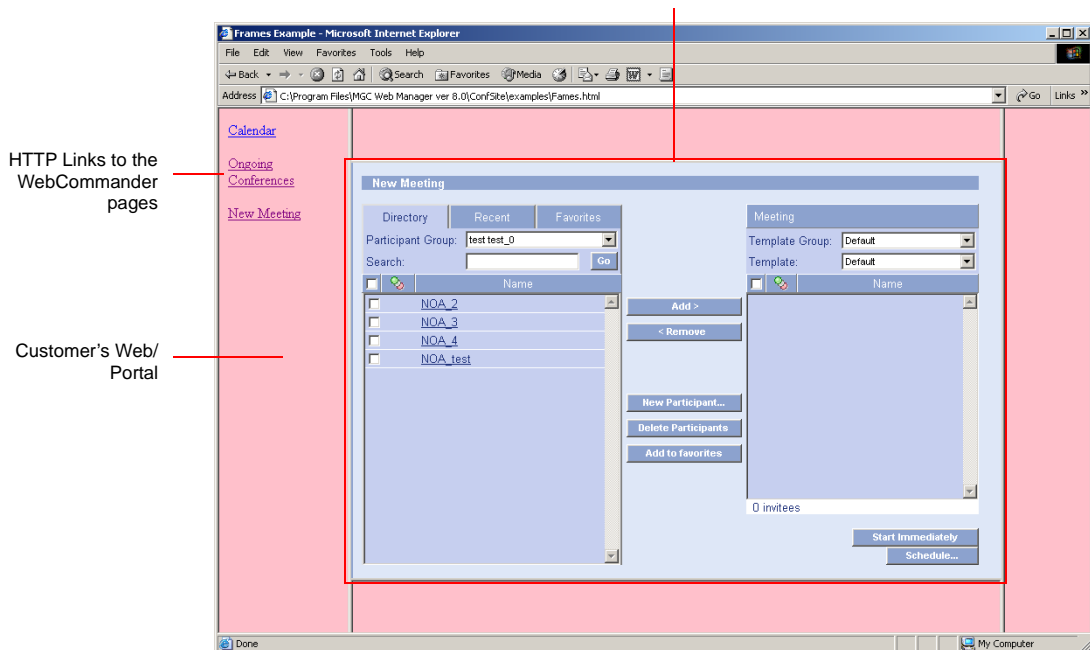 Frames Example - Microsoft Internet Explorer
File Edit View Favorites Tools Help
Back Search Favorites Media
Address C:\Program Files\MGC Web Manager ver 8.0\ConfSite\examples\Fames.html Go Links »
HTTP Links to the
WebCommander
pages
Customer's Web/
Portal
Calendar
Ongoing
Conferences
New Meeting
New Meeting
Directory Recent Favorites
Participant Group: test test_0
Search: Go
Name
NOA_2
NOA_3
NOA_4
NOA_test
Add >
< Remove
New Participant...
Delete Participants
Add to favorites
Meeting
Template Group: Default
Template: Default
Name
0 invitees
Start Immediately
Schedule...
Done My Computer